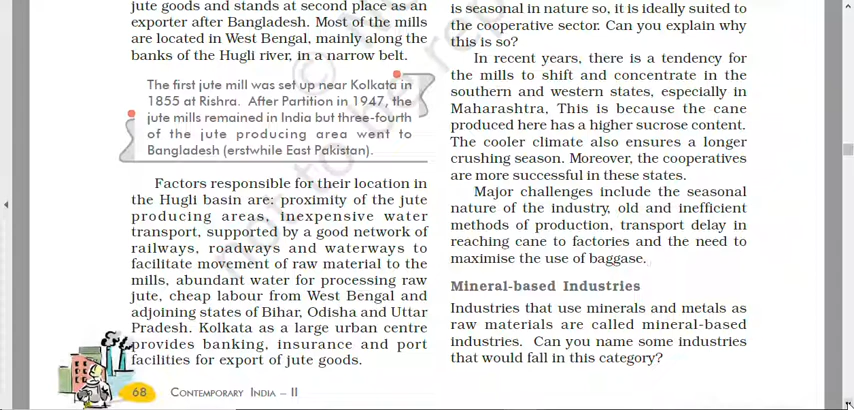 jute goods and stands at second place as an
exporter after Bangladesh. Most of the mills
are located in West Bengal, mainly along the
banks of the Hugli river, in a narrow belt.
The first jute mill was set up near Kolkata in
1855 at Rishra. After Partition in 1947, the
jute mills remained in India but three-fourth
of the jute producing area went to
Bangladesh (erstwhile East Pakistan).
Factors responsible for their location in
the Hugli basin are: proximity of the jute
producing areas, inexpensive water
transport, supported by a good network of
railways, roadways and waterways to
facilitate movement of raw material to the
mills, abundant water for processing raw
jute, cheap labour from West Bengal and
adjoining states of Bihar, Odisha and Uttar
Pradesh. Kolkata as a large urban centre
provides banking, insurance and port
facilities for export of jute goods.
68 CONTEMPORARY INDIA – II
is seasonal in nature so, it is ideally suited to
the cooperative sector. Can you explain why
this is so?
In recent years, there is a tendency for
the mills to shift and concentrate in the
southern and western states, especially in
Maharashtra. This is because the cane
produced here has a higher sucrose content.
The cooler climate also ensures a longer
crushing season. Moreover, the cooperatives
are more successful in these states.
Major challenges include the seasonal
nature of the industry, old and inefficient
methods of production, transport delay in
reaching cane to factories and the need to
maximise the use of baggase.
Mineral-based Industries
Industries that use minerals and metals as
raw materials are called mineral-based
industries. Can you name some industries
that would fall in this category?